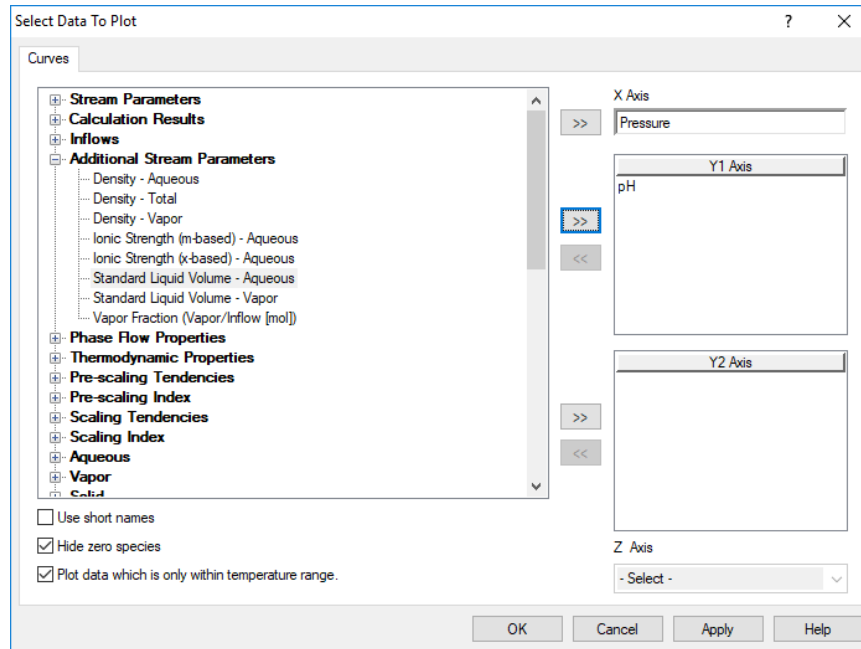 Select Data To Plot
?
Curves
Stream Parameters
Calculation Results
Inflows
Additional Stream Parameters
Density - Aqueous
Density - Total
Density - Vapor
Ionic Strength (m-based) - Aqueous
Ionic Strength (x-based) - Aqueous
Standard Liquid Volume - Aqueous
Standard Liquid Volume - Vapor
Vapor Fraction (Vapor/Inflow [mol])
Phase Flow Properties
Thermodynamic Properties
Pre-scaling Tendencies
Pre-scaling Index
Scaling Tendencies
Scaling Index
Aqueous
Vapor
Solid
Use short names
Hide zero species
Plot data which is only within temperature range.
>>
>>
<<
>>
<<
X Axis
Pressure
Y1 Axis
pH
Y2 Axis
Z Axis
- Select -
OK
Cancel
Apply
Help